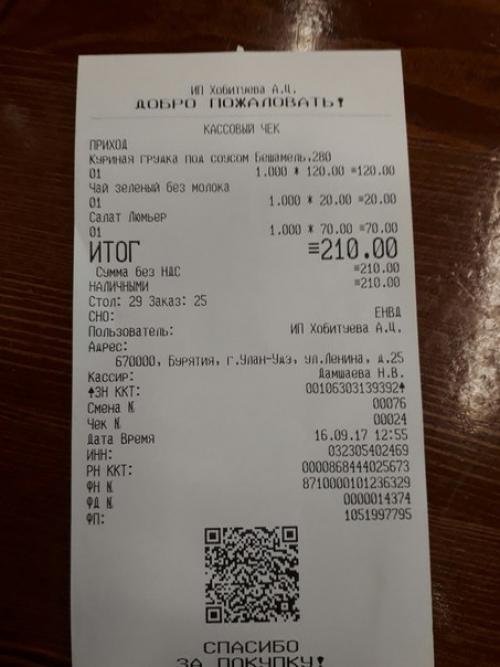 ИП Хобитуева А.Ц.
ДОБРО ПОЖАЛОВАТЬ!
КАССОВЫЙ ЧЕК
ПРИХОД
Куриная грудка под соусом Бешамель,280
01 1.000 * 120.00 =120.00
Чай зеленый без молока
01 1.000 * 20.00 =20.00
Салат Люмьер
01 1.000 * 70.00 =70.00
ИТОГ =210.00
Сумма без НДС =210.00
НАЛИЧНЫМИ =210.00
Стол: 29 Заказ: 25
СНО: ЕНВД
Пользователь: ИП Хобитуева А.Ц.
Адрес:
670000, Бурятия, г.Улан-Удэ, ул.Ленина, д.25
Кассир: Дамшаева Н.В.
↑ЗН ККТ: 00106303139392↑
Смена № 00076
Чек № 00024
Дата Время 16.09.17 12:55
ИНН: 032305402469
РН ККТ: 0000868444025673
ФН № 8710000101236329
ФД № 0000014374
ФП: 1051997795
СПАСИБО
ЗА ПОКУПКУ!